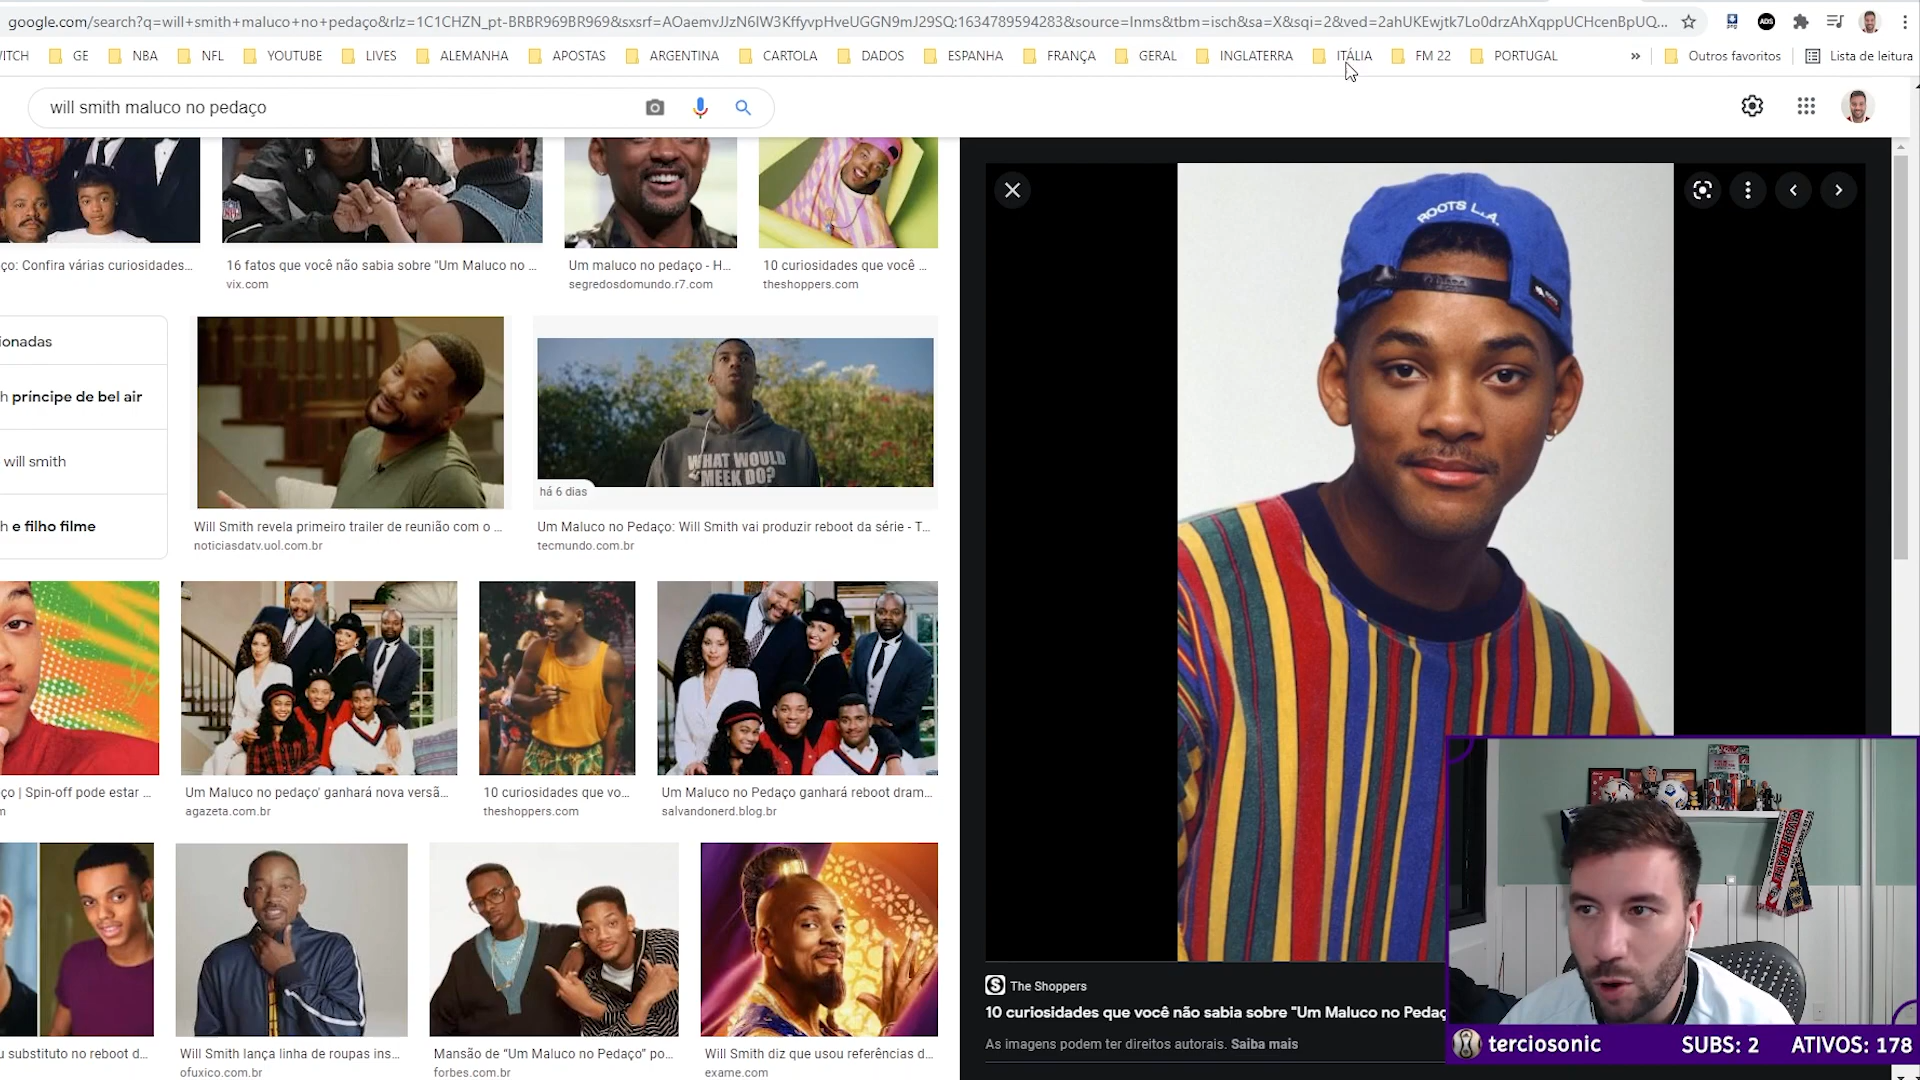 google.com/search?q=will+smith+maluco+no+pedaço&rlz=1C1CHZN_pt-BRBR969BR969&sxsrf=AOaemvJJzN6IW3KffyvpHveUGGN9mJ29SQ:1634789594283&source=lnms&tbm=isch&sa=X&sqi=2&ved=2ahUKEwjtk7Lo0drzAhXqppUCHcenBpUQ...
ITCH GE NBA NFL YOUTUBE LIVES ALEMANHA APOSTAS ARGENTINA CARTOLA DADOS ESPANHA FRANÇA GERAL INGLATERRA ITÁLIA FM 22 PORTUGAL » Outros favoritos Lista de leitura
will smith maluco no pedaço
ROOTS L.A.
NFL
ço: Confira várias curiosidades...
16 fatos que você não sabia sobre "Um Maluco no ...
vix.com
Um maluco no pedaço - H...
segredosdomundo.r7.com
10 curiosidades que você ...
theshoppers.com
ionadas
h príncipe de bel air
will smith
h e filho filme
WHAT WOULD
MEEK DO?
há 6 dias
Will Smith revela primeiro trailer de reunião com o ...
noticiasdatv.uol.com.br
Um Maluco no Pedaço: Will Smith vai produzir reboot da série - T...
tecmundo.com.br
ço | Spin-off pode estar ...
m
Um Maluco no pedaço' ganhará nova versã...
agazeta.com.br
10 curiosidades que vo...
theshoppers.com
Um Maluco no Pedaço ganhará reboot dram...
salvandonerd.blog.br
u substituto no reboot d...
Will Smith lança linha de roupas ins...
ofuxico.com.br
Mansão de “Um Maluco no Pedaço” po...
forbes.com.br
Will Smith diz que usou referências d...
exame.com
The Shoppers
10 curiosidades que você não sabia sobre "Um Maluco no Pedaç
As imagens podem ter direitos autorais. Saiba mais
terciosonic SUBS: 2 ATIVOS: 178